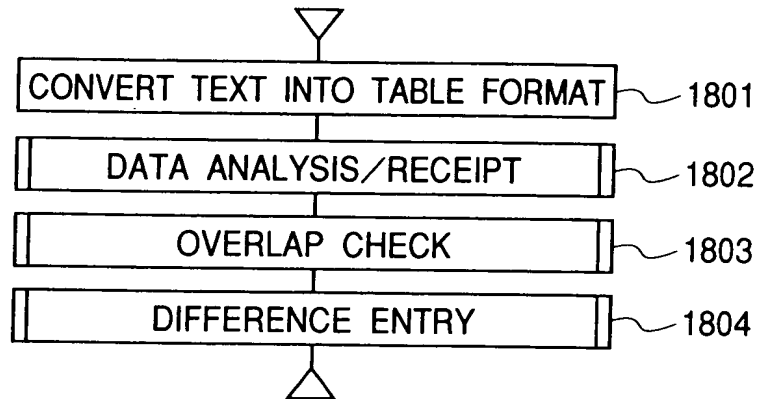 CONVERT TEXT INTO TABLE FORMAT 1801
DATA ANALYSIS/RECEIPT 1802
OVERLAP CHECK 1803
DIFFERENCE ENTRY 1804